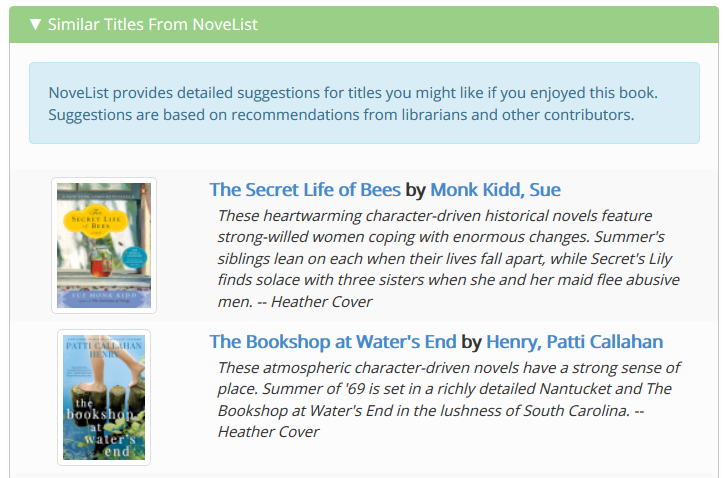 ▼ Similar Titles From NoveList
NoveList provides detailed suggestions for titles you might like if you enjoyed this book.
Suggestions are based on recommendations from librarians and other contributors.
The Secret Life of Bees by Monk Kidd, Sue
These heartwarming character-driven historical novels feature
strong-willed women coping with enormous changes. Summer's
siblings lean on each when their lives fall apart, while Secret's Lily
finds solace with three sisters when she and her maid flee abusive
men. -- Heather Cover
The
SECRET LIFE
of BEES
SUE MONK KIDD
The Bookshop at Water's End by Henry, Patti Callahan
These atmospheric character-driven novels have a strong sense of
place. Summer of '69 is set in a richly detailed Nantucket and The
Bookshop at Water's End in the lushness of South Carolina. --
Heather Cover
PATTI CALLAHAN
HENRY
the
bookshop
at
water's
end